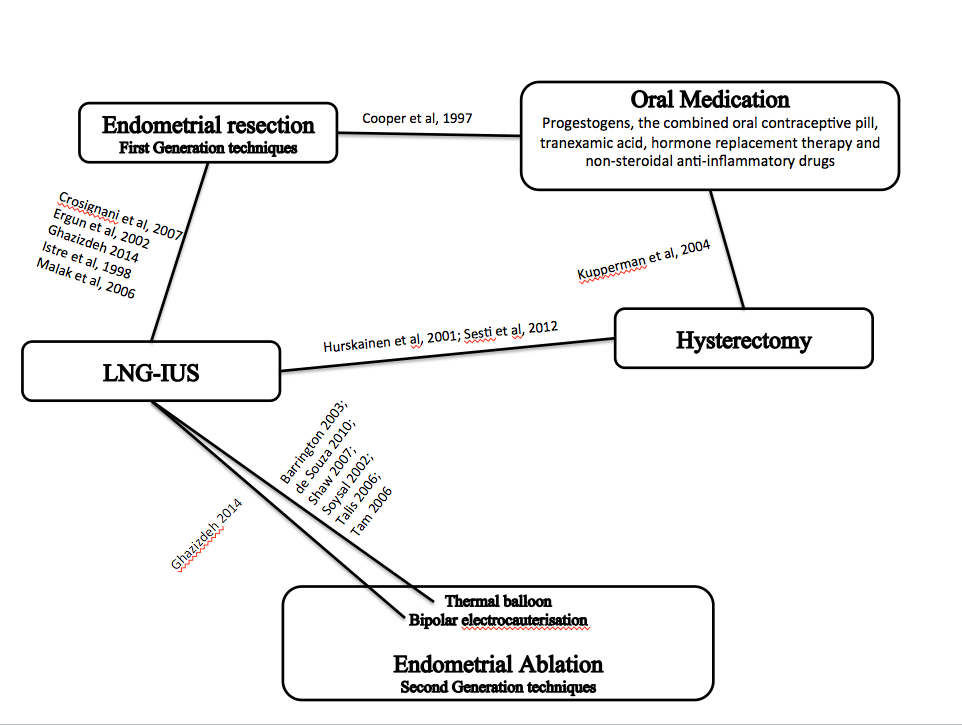 Endometrial resection
First Generation techniques
Cooper et al, 1997
Oral Medication
Progestogens, the combined oral contraceptive pill,
tranexamic acid, hormone replacement therapy and
non-steroidal anti-inflammatory drugs
Crosignani et al, 2007
Ergun et al, 2002
Ghazizdeh 2014
Istre et al, 1998
Malak et al, 2006
Kupperman et al, 2004
Hurskainen et al, 2001; Sesti et al, 2012
Hysterectomy
LNG-IUS
Barrington 2003;
de Souza 2010;
Shaw 2007;
Soysal 2002;
Talis 2006;
Tam 2006
Ghazizdeh 2014
Thermal balloon
Bipolar electrocauterisation
Endometrial Ablation
Second Generation techniques